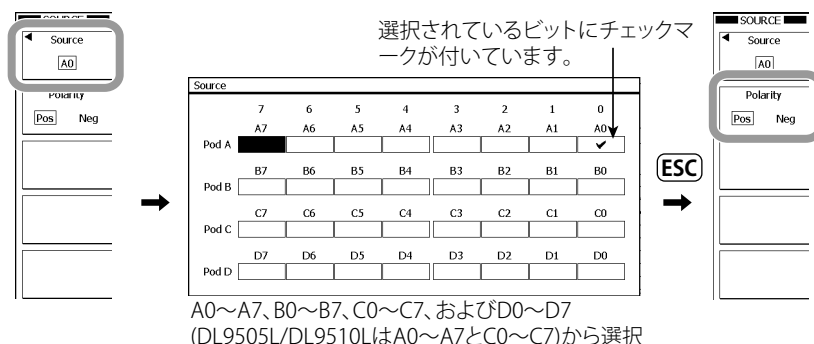 選択されているビットにチェックマ
ークが付いています。
SOURCE
Source
A0
Polarity
Pos Neg
Source
7 6 5 4 3 2 1 0
A7 A6 A5 A4 A3 A2 A1 A0
Pod A
B7 B6 B5 B4 B3 B2 B1 B0
Pod B
C7 C6 C5 C4 C3 C2 C1 C0
Pod C
D7 D6 D5 D4 D3 D2 D1 D0
Pod D
ESC
SOURCE
Source
A0
Polarity
Pos Neg
A0～A7、B0～B7、C0～C7、およびD0～D7
(DL9505L/DL9510LはA0～A7とC0～C7)から選択